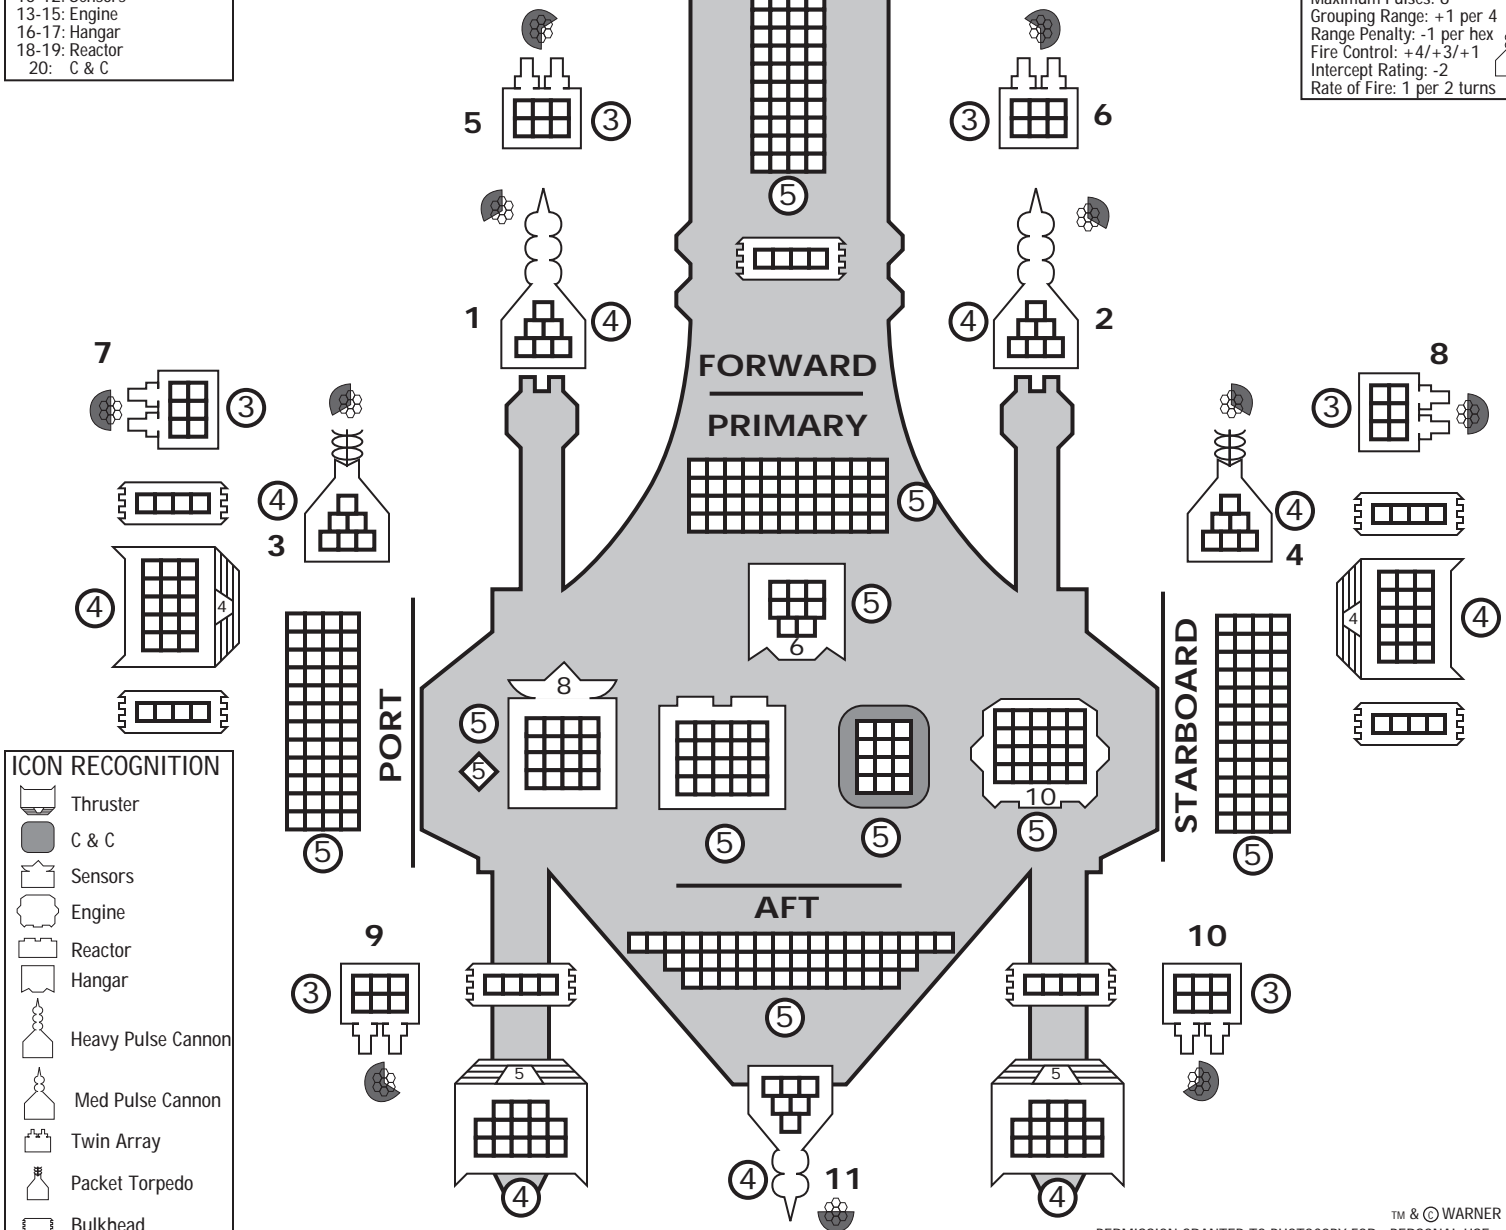 13-15: Engine
16-17: Hangar
18-19: Reactor
20: C & C
Grouping Range: +1 per 4
Range Penalty: -1 per hex
Fire Control: +4/+3/+1
Intercept Rating: -2
Rate of Fire: 1 per 2 turns
5
3
3
6
5
1
4
4
2
7
3
FORWARD
PRIMARY
8
3
5
4
3
4
4
4
4
5
6
4
4
PORT
8
5
5
5
5
10
5
STARBOARD
5
5
ICON RECOGNITION
Thruster
C & C
Sensors
Engine
Reactor
Hangar
Heavy Pulse Cannon
Med Pulse Cannon
Twin Array
Packet Torpedo
Bulkhead
AFT
9
3
5
10
3
5
4
4
11
5
4
TM & © WARNER